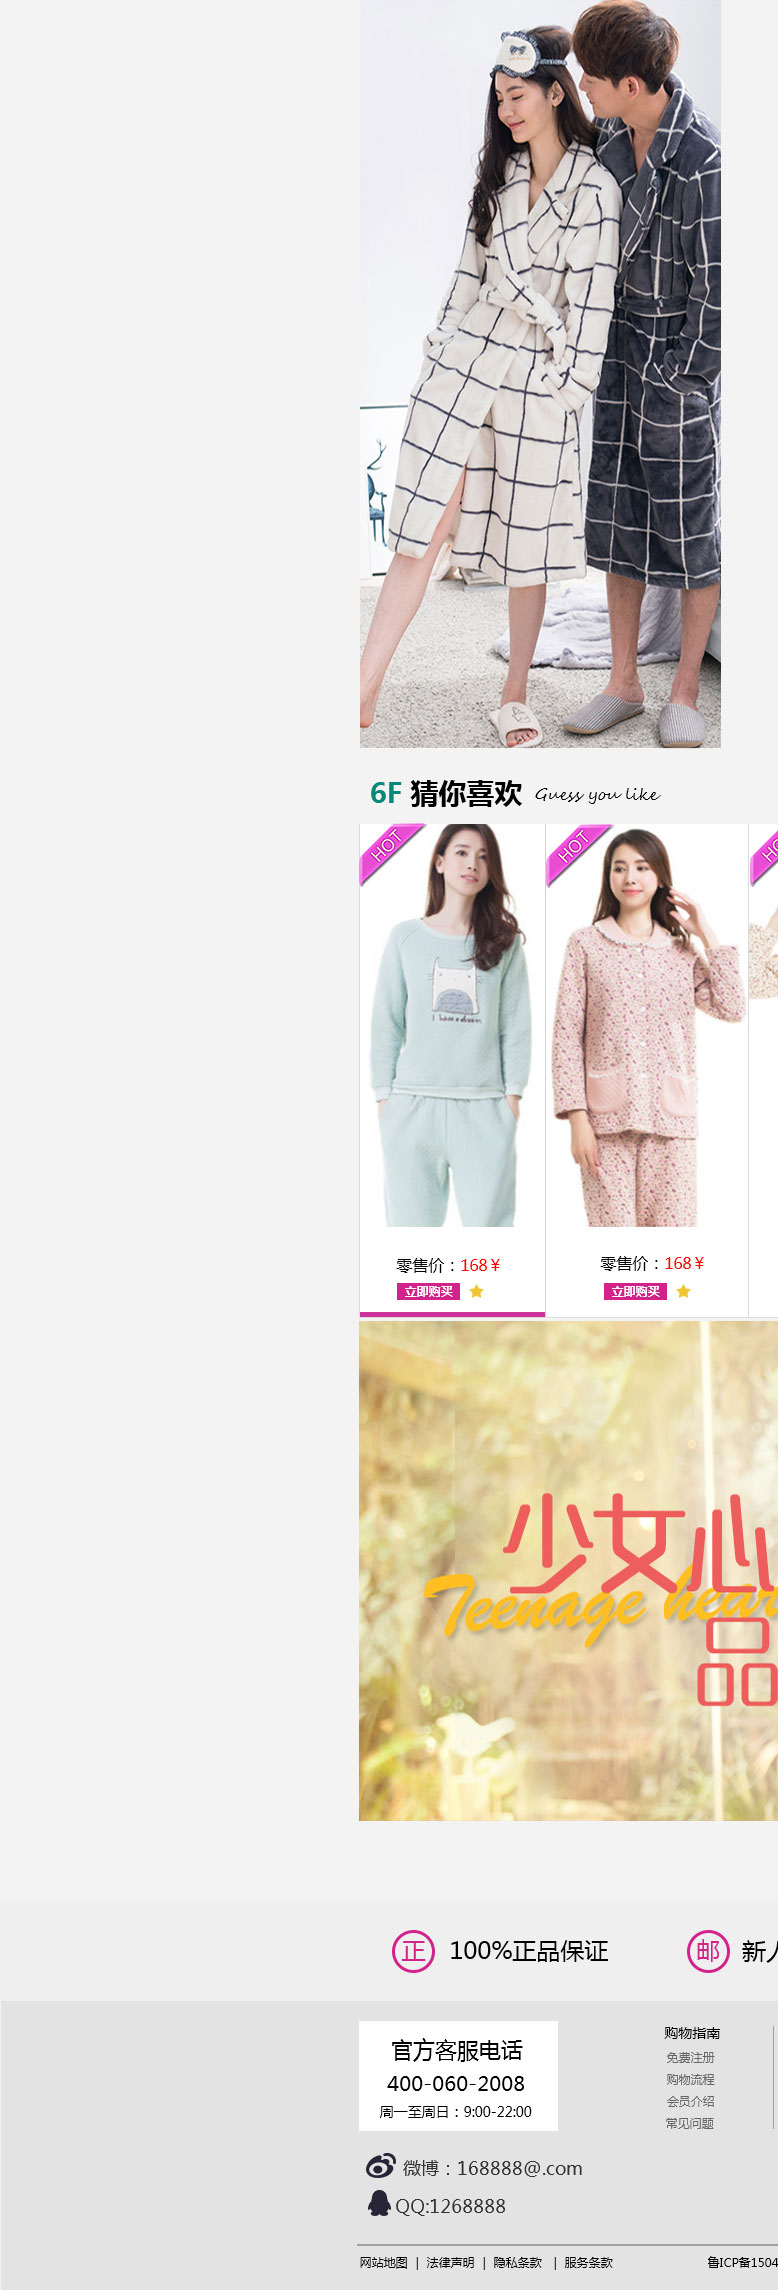 6F 猜你喜欢 Guess you like
HOT
HOT
I have a dream
零售价：168￥
立即购买
零售价：168￥
立即购买
少女心
Teenage hear
品
正 100%正品保证
邮 新人
官方客服电话
400-060-2008
周一至周日：9:00-22:00
微博：168888@.com
QQ:1268888
购物指南
免费注册
购物流程
会员介绍
常见问题
网站地图 | 法律声明 | 隐私条款 | 服务条款
鲁ICP备1504